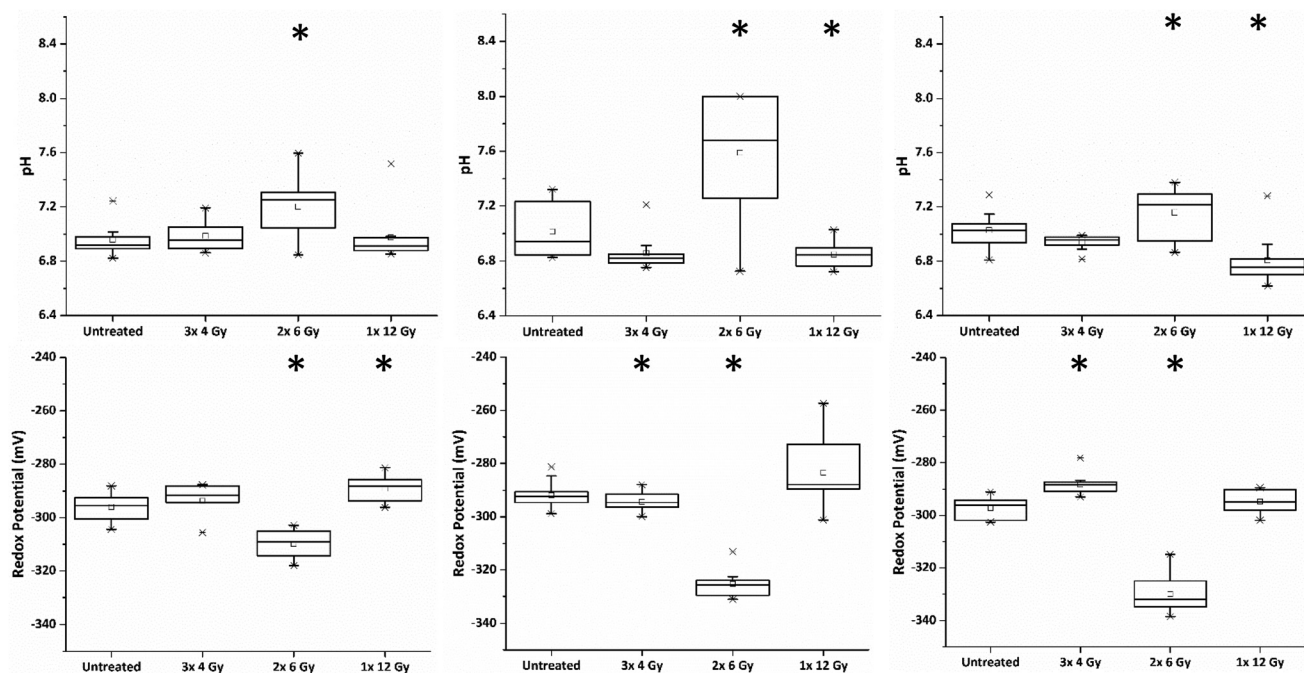 * * * * *
8.4 8.4 8.4
8.0 8.0 8.0
pH 7.6 pH 7.6 pH 7.6
7.2 7.2 7.2
6.8 6.8 6.8
6.4 6.4 6.4
Untreated 3x 4 Gy 2x 6 Gy 1x 12 Gy Untreated 3x 4 Gy 2x 6 Gy 1x 12 Gy Untreated 3x 4 Gy 2x 6 Gy 1x 12 Gy
-240 * * -240 * * -240 * *
-260 -260 -260
-280 -280 -280
Redox Potential (mV) -300 Redox Potential (mV) -300 Redox Potential (mV) -300
-320 -320 -320
-340 -340 -340
Untreated 3x 4 Gy 2x 6 Gy 1x 12 Gy Untreated 3x 4 Gy 2x 6 Gy 1x 12 Gy Untreated 3x 4 Gy 2x 6 Gy 1x 12 Gy